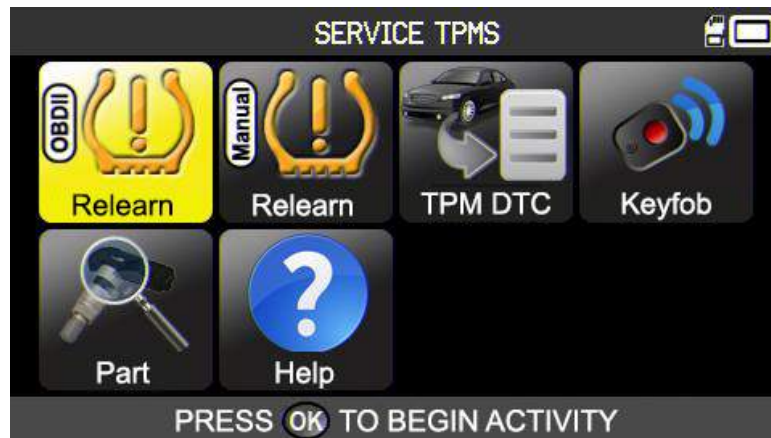 SERVICE TPMS
OBDII
Relearn
Manual
Relearn
TPM DTC
Keyfob
Part
Help
PRESS OK TO BEGIN ACTIVITY